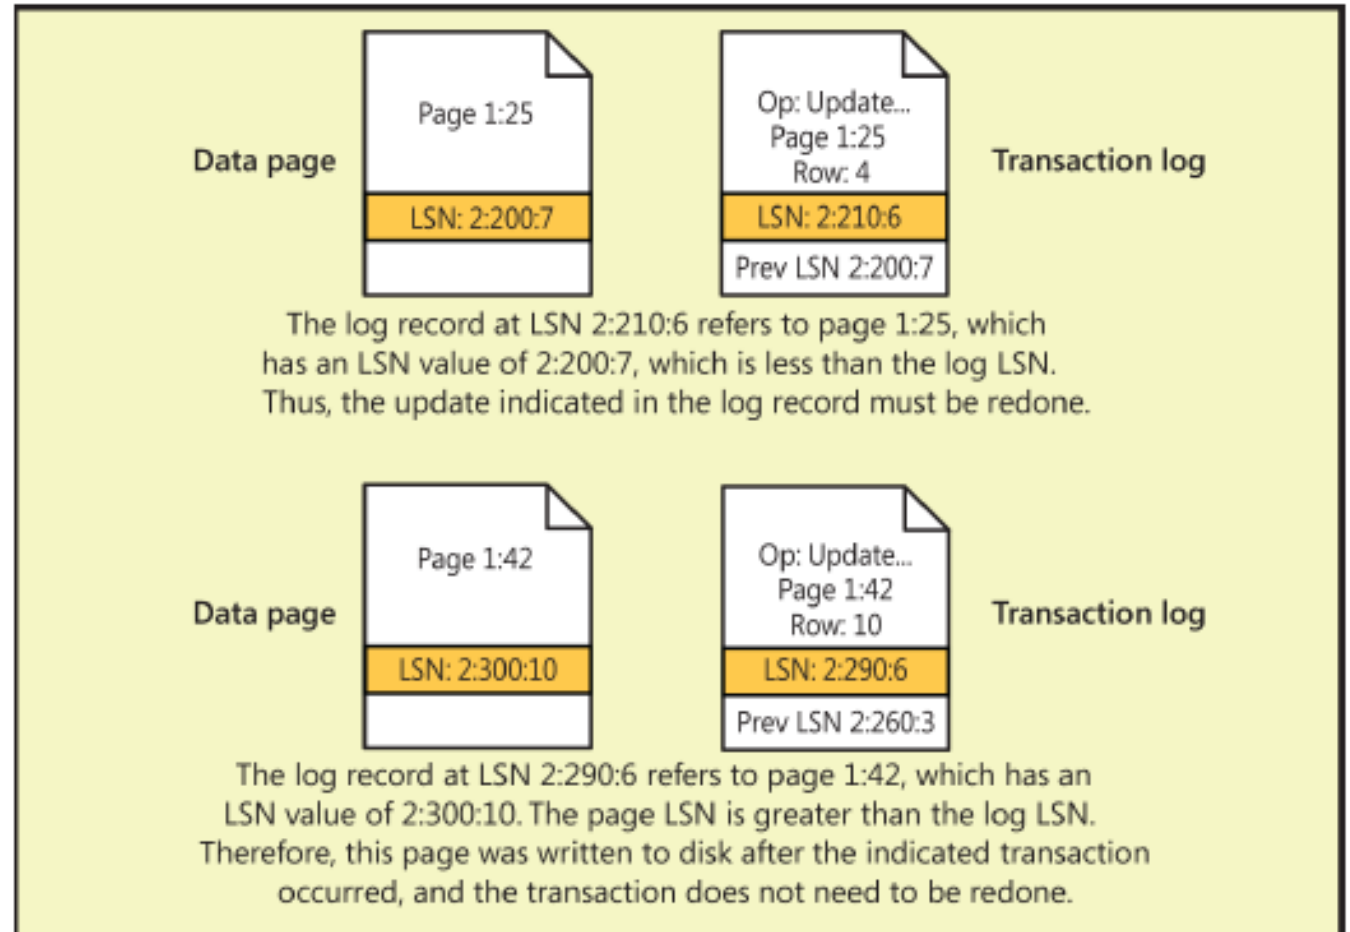 Page 1:25
Data page
LSN: 2:200:7
Op: Update...
Page 1:25
Row: 4
Transaction log
LSN: 2:210:6
Prev LSN 2:200:7
The log record at LSN 2:210:6 refers to page 1:25, which
has an LSN value of 2:200:7, which is less than the log LSN.
Thus, the update indicated in the log record must be redone.
Page 1:42
Data page
LSN: 2:300:10
Op: Update...
Page 1:42
Row: 10
Transaction log
LSN: 2:290:6
Prev LSN 2:260:3
The log record at LSN 2:290:6 refers to page 1:42, which has an
LSN value of 2:300:10. The page LSN is greater than the log LSN.
Therefore, this page was written to disk after the indicated transaction
occurred, and the transaction does not need to be redone.